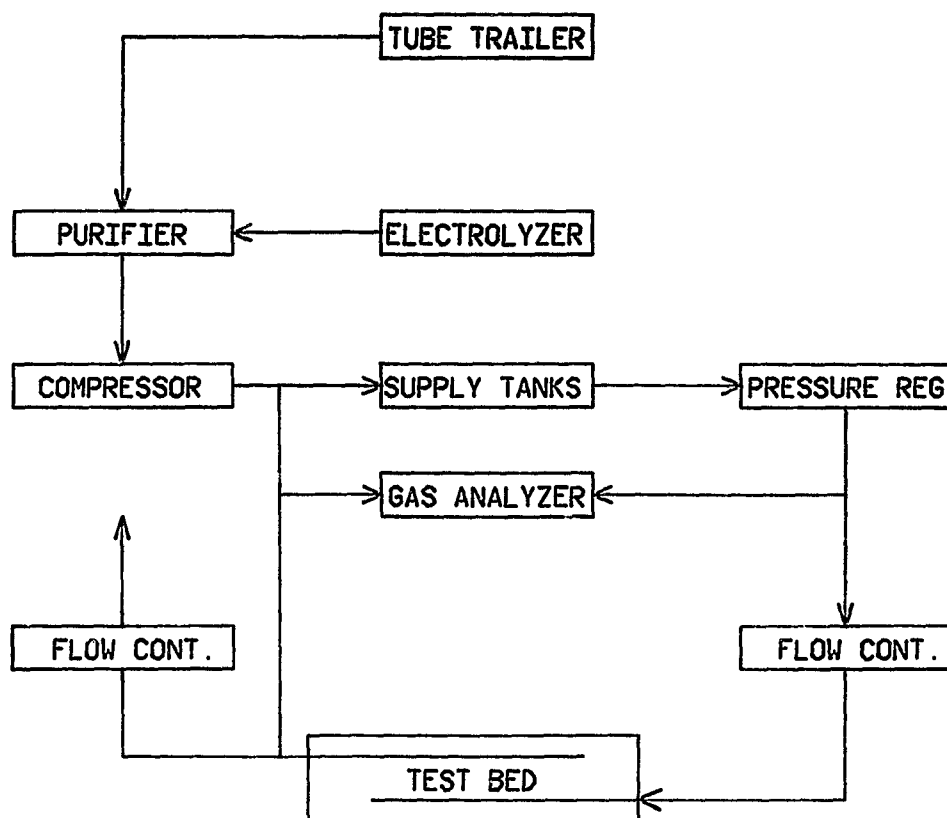 TUBE TRAILER
PURIFIER
ELECTROLYZER
COMPRESSOR
SUPPLY TANKS
PRESSURE REG
GAS ANALYZER
FLOW CONT.
FLOW CONT.
TEST BED